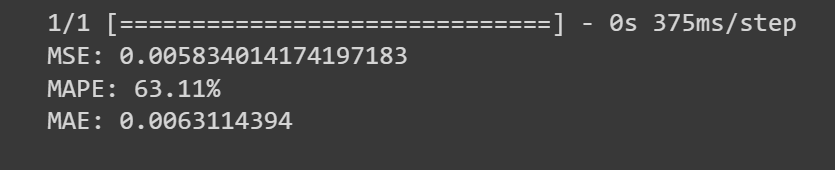 1/1 [==============================] - 0s 375ms/step
MSE: 0.005834014174197183
MAPE: 63.11%
MAE: 0.0063114394